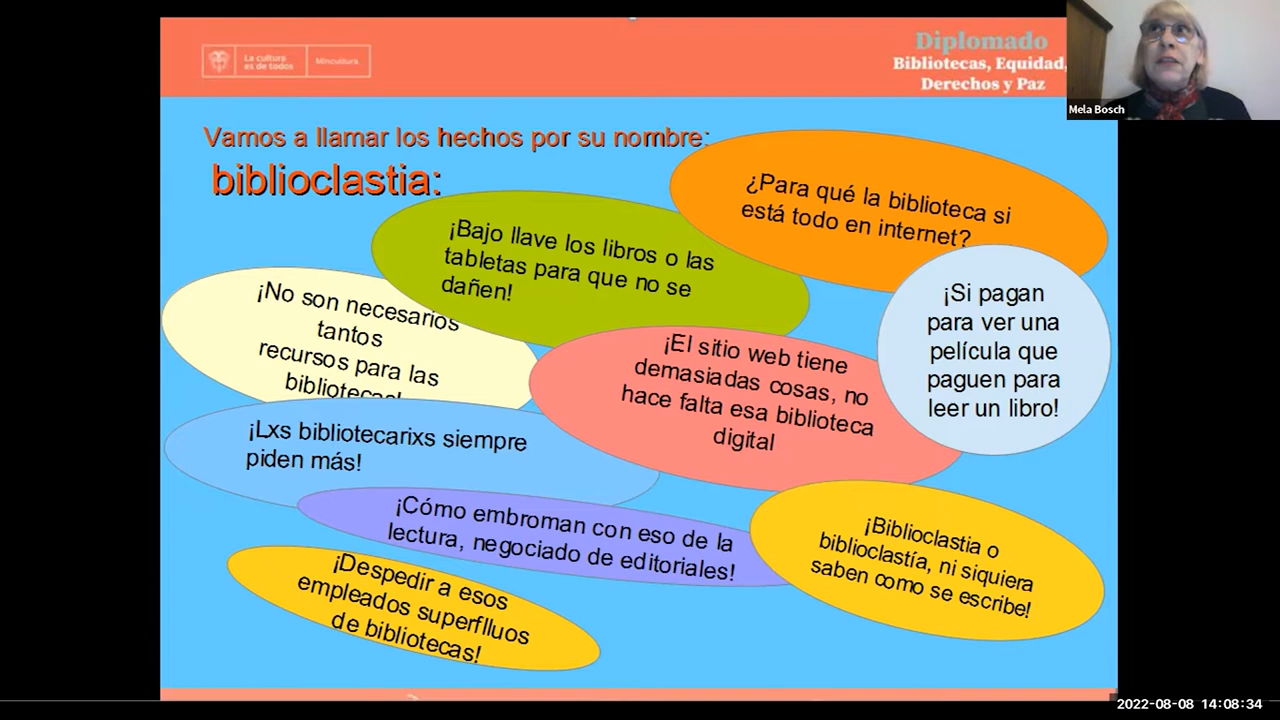 La cultura
es de todos
Mincultura
Diplomado
Bibliotecas, Equidad,
Derechos y Paz
Mela Bosch
Vamos a llamar los hechos por su nombre:
biblioclastia:
¿Para qué la biblioteca si
está todo en internet?
¡Bajo llave los libros o las
tabletas para que no se
dañen!
¡No son necesarios
tantos
recursos para las
bibliotecas!
¡Si pagan
para ver una
película que
paguen para
leer un libro!
¡El sitio web tiene
demasiadas cosas, no
hace falta esa biblioteca
digital
¡Lxs bibliotecarixs siempre
piden más!
¡Cómo embroman con eso de la
lectura, negociado de editoriales!
¡Biblioclastia o
biblioclastía, ni siquiera
saben como se escribe!
¡Despedir a esos
empleados superflluos
de bibliotecas!
2022-08-08 14:08:34